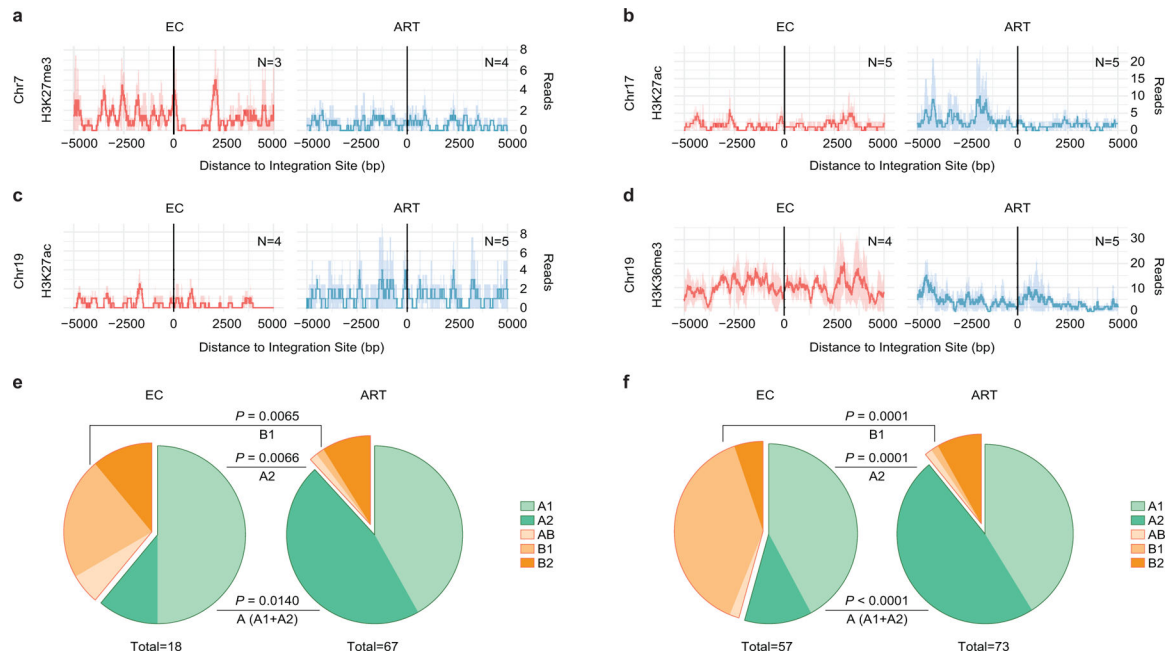 a
EC
ART
Chr7
H3K27me3
N=3
N=4
8
6
4
2
0
Reads
−5000 −2500 0 2500 5000
−5000 −2500 0 2500 5000
Distance to Integration Site (bp)
b
EC
ART
Chr17
H3K27ac
N=5
N=5
20
15
10
5
0
Reads
−5000 −2500 0 2500 5000
−5000 −2500 0 2500 5000
Distance to Integration Site (bp)
c
EC
ART
Chr19
H3K27ac
N=4
N=5
8
6
4
2
0
Reads
−5000 −2500 0 2500 5000
−5000 −2500 0 2500 5000
Distance to Integration Site (bp)
d
EC
ART
Chr19
H3K36me3
N=4
N=5
30
20
10
0
Reads
−5000 −2500 0 2500 5000
−5000 −2500 0 2500 5000
Distance to Integration Site (bp)
e
EC
ART
P = 0.0065
B1
P = 0.0066
A2
P = 0.0140
A (A1+A2)
Total=18
Total=67
A1
A2
AB
B1
B2
f
EC
ART
P = 0.0001
B1
P = 0.0001
A2
P < 0.0001
A (A1+A2)
Total=57
Total=73
A1
A2
AB
B1
B2